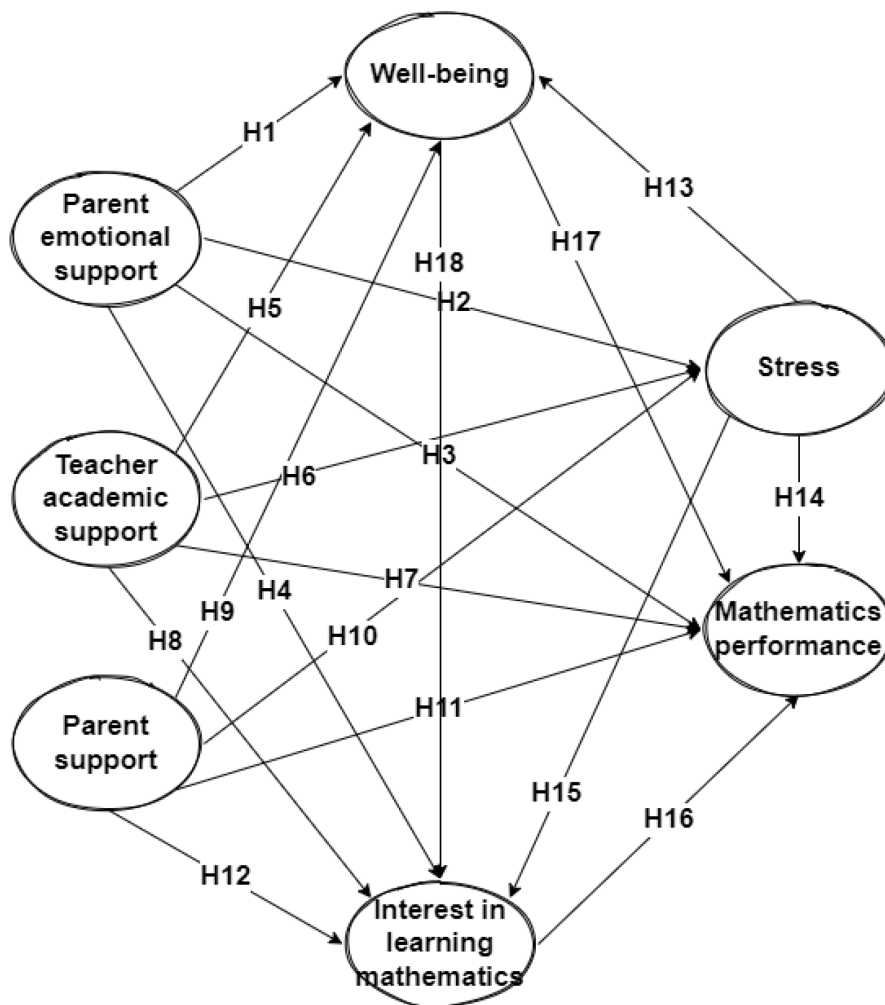 Well-being
H1
H13
Parent
emotional
support
H17
H18
H5
H2
Stress
Teacher
academic
support
H6
H3
H14
H7
H4
H9
H8
H10
Mathematics
performance
Parent
support
H11
H15
H16
H12
Interest in
learning
mathematics